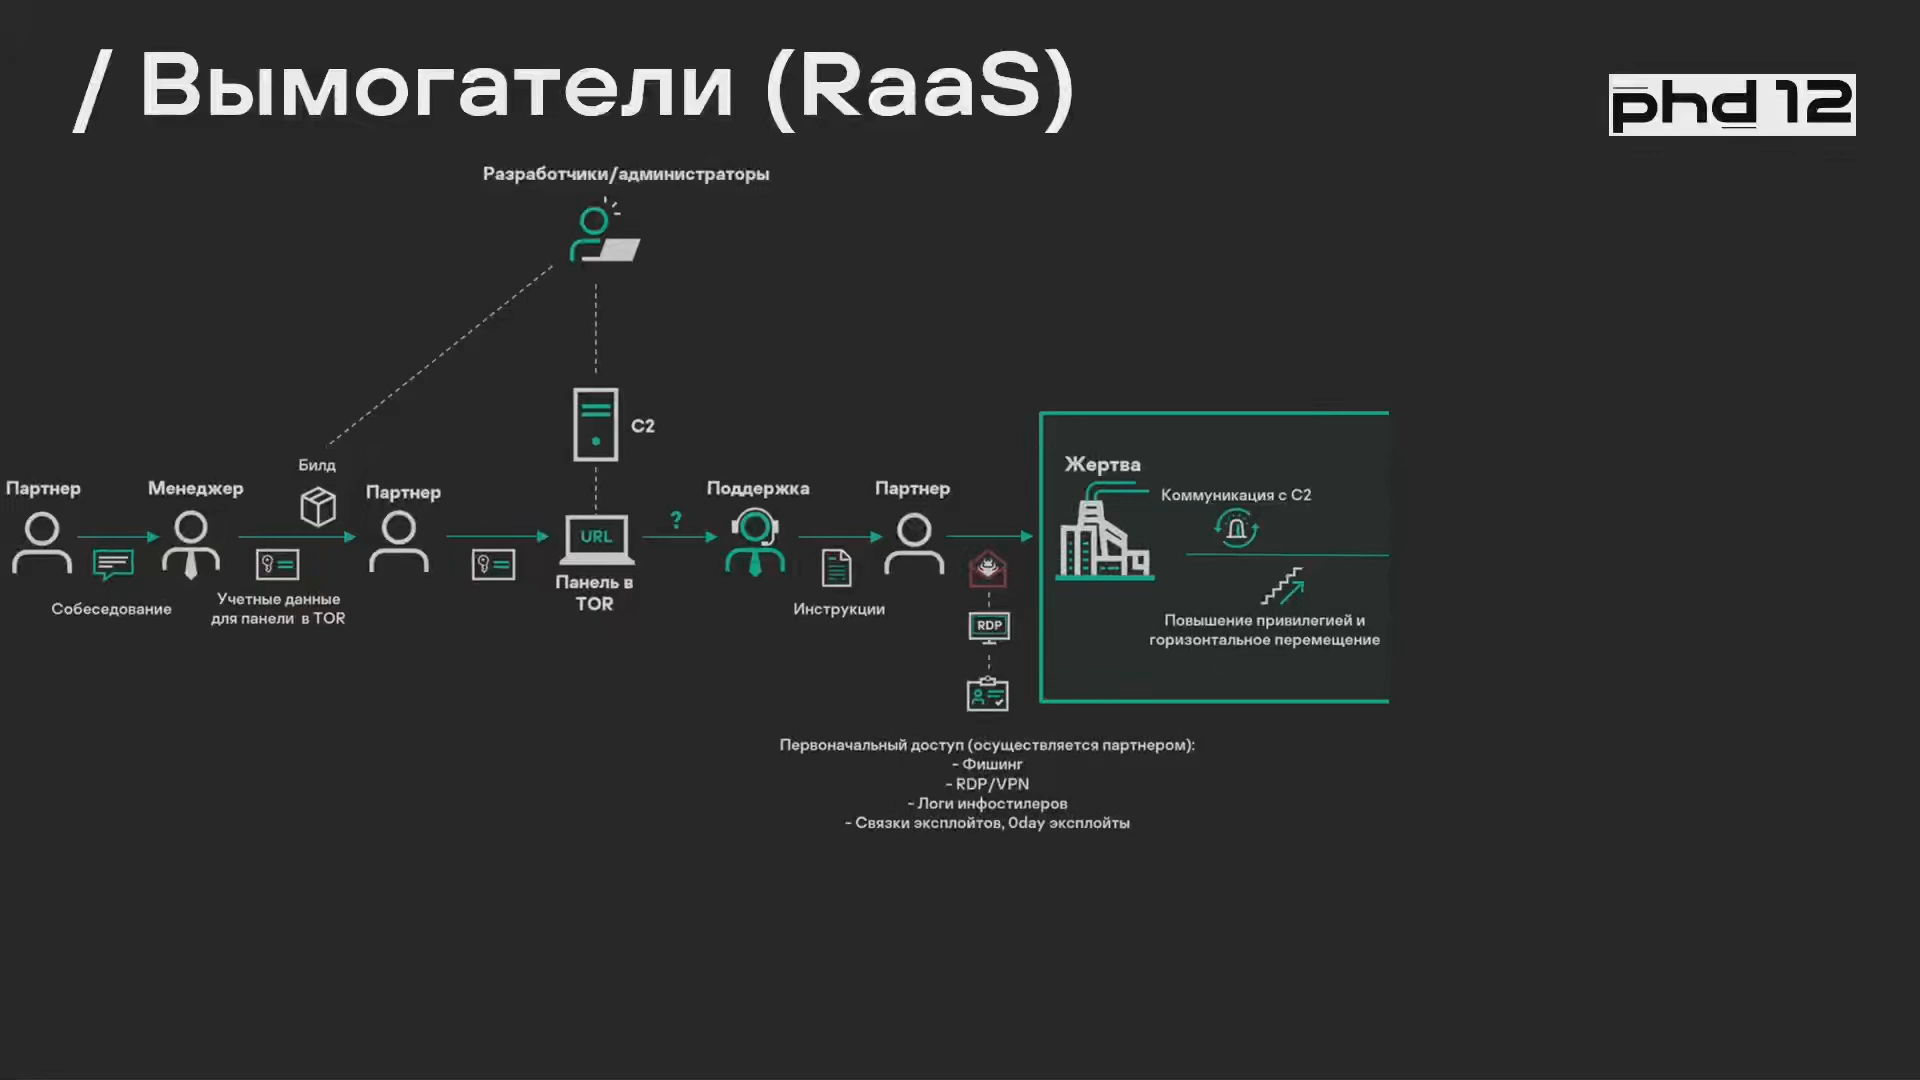 / Вымогатели (RaaS)
phd 12
Разработчики/администраторы
C2
Билд
Партнер
Менеджер
Партнер
Поддержка
Партнер
Жертва
Коммуникация с C2
URL
?
Собеседование
Учетные данные
для панели в TOR
Панель в
TOR
Инструкции
RDP
Повышение привилегией и
горизонтальное перемещение
Первоначальный доступ (осуществляется партнером):
- Фишинг
- RDP/VPN
- Логи инфостилеров
- Связки эксплойтов, 0day эксплойты